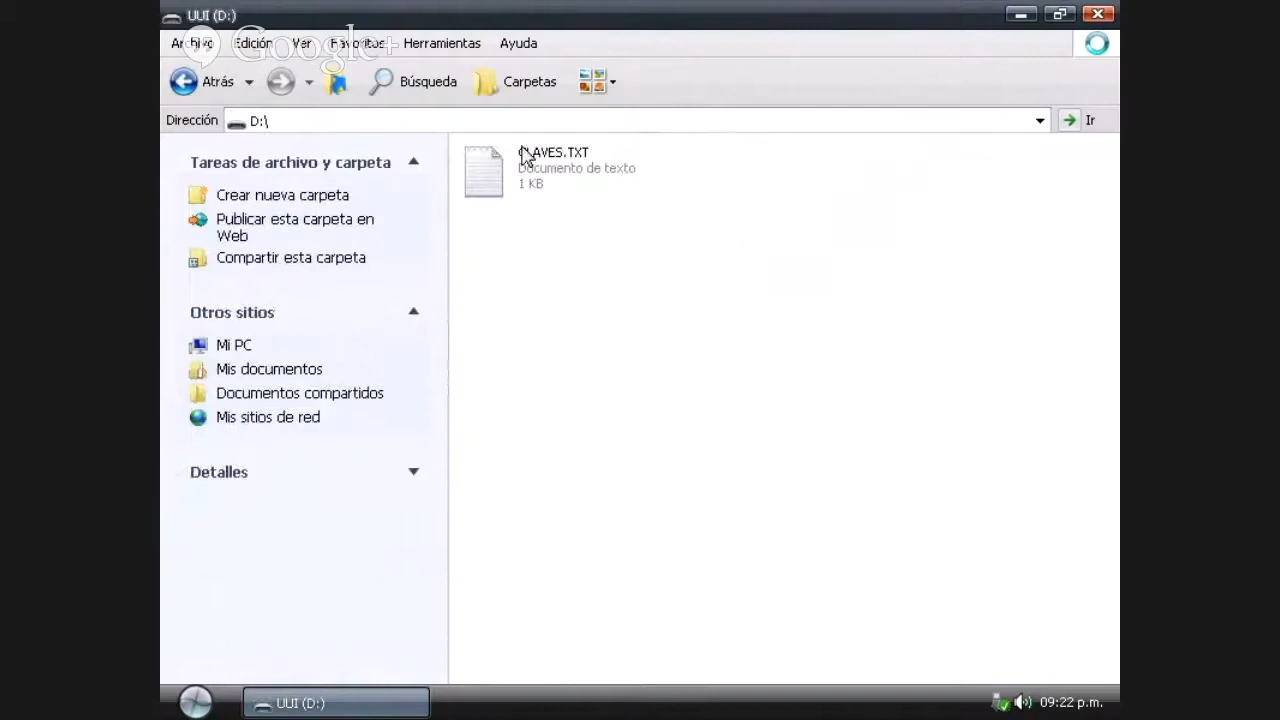 UUI (D:)
Archivo Edición Ver Favoritos Herramientas Ayuda
Google+
Atrás Búsqueda Carpetas
Dirección D:\ Ir
Tareas de archivo y carpeta
Crear nueva carpeta
Publicar esta carpeta en
Web
Compartir esta carpeta
Otros sitios
Mi PC
Mis documentos
Documentos compartidos
Mis sitios de red
Detalles
CLAVES.TXT
Documento de texto
1 KB
UUI (D:)
09:22 p.m.